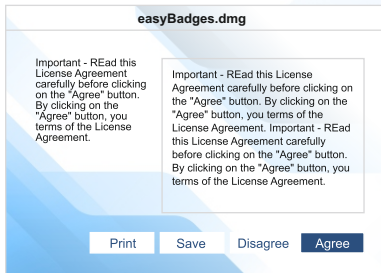 easyBadges.dmg
Important - REad this
License Agreement
carefully before clicking
on the "Agree" button.
By clicking on the
"Agree" button, you
terms of the License
Agreement.
Important - REad this License
Agreement carefully before clicking on
the "Agree" button. By clicking on the
"Agree" button, you terms of the
License Agreement. Important - REad
this License Agreement carefully
before clicking on the "Agree" button.
By clicking on the "Agree" button, you
terms of the License Agreement.
Print Save Disagree Agree